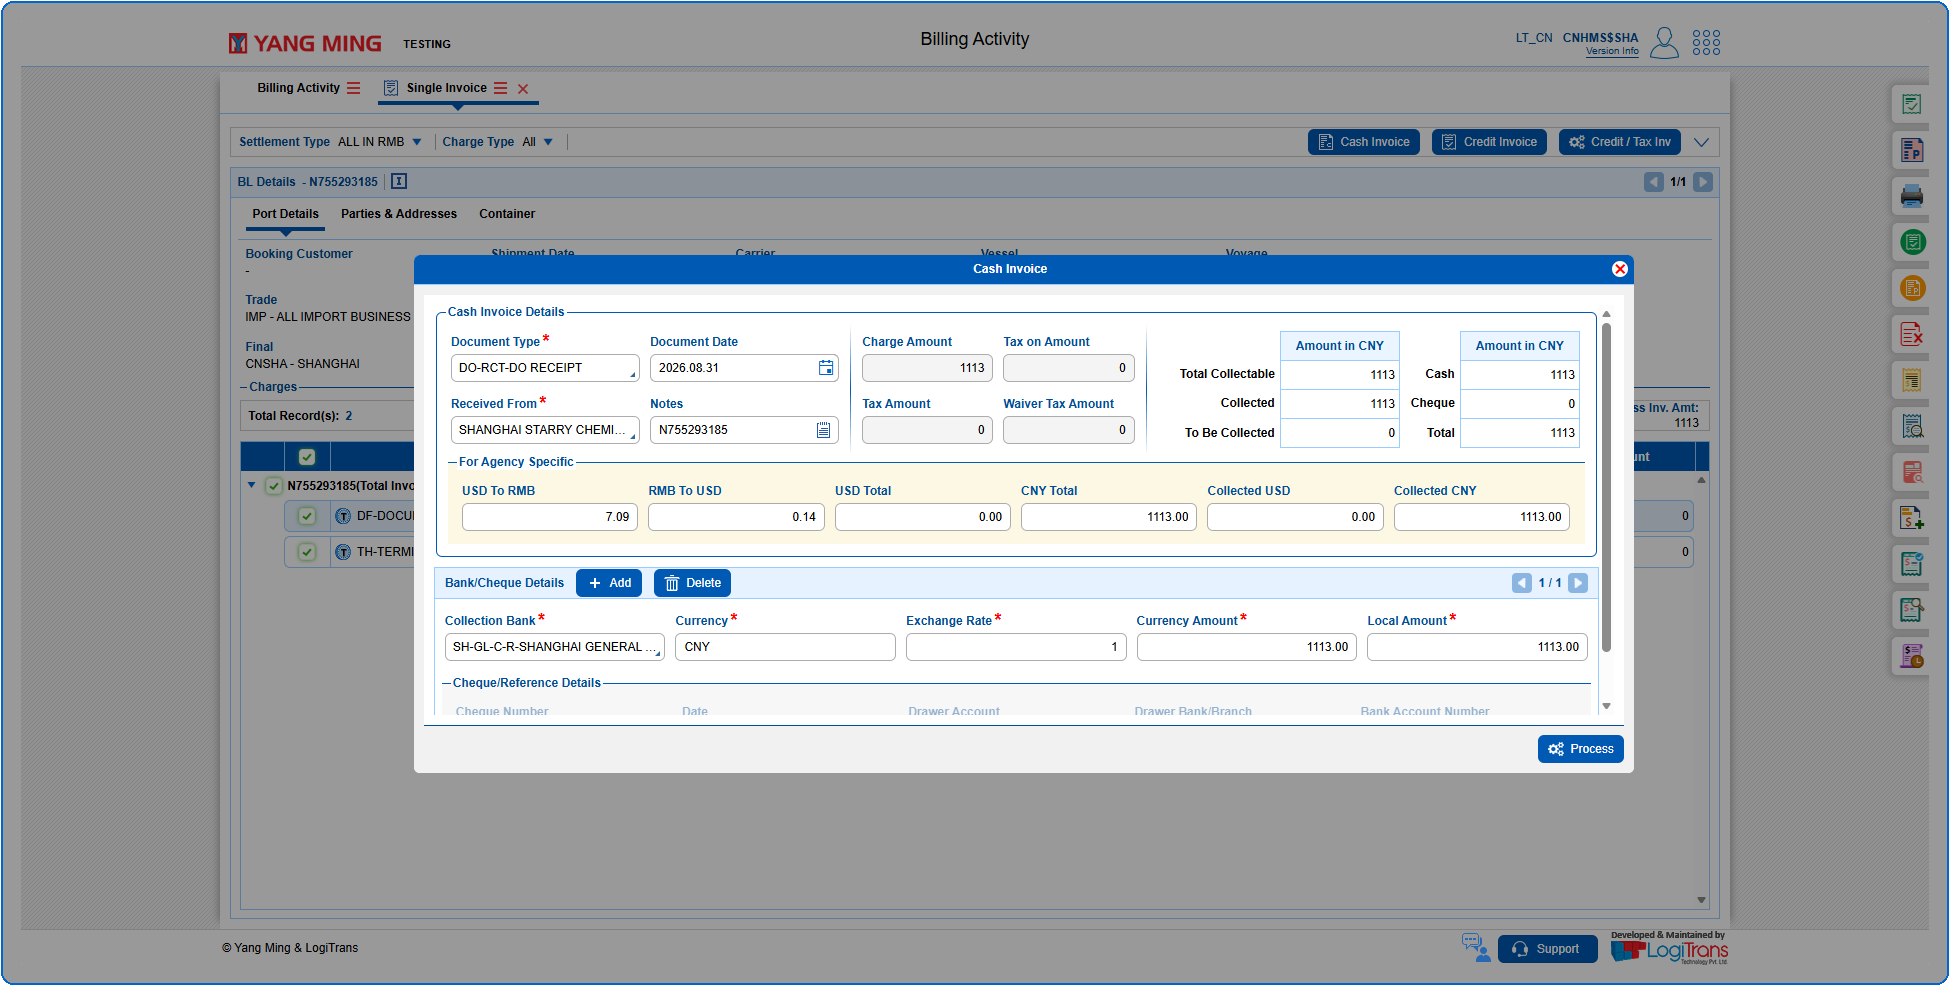 YANG MING TESTING
Billing Activity
LT_CN CNHMS$SHA
Version Info
Billing Activity
Single Invoice
Settlement Type ALL IN RMB
Charge Type All
Cash Invoice
Credit Invoice
Credit / Tax Inv
BL Details - N755293185
1/1
Port Details Parties & Addresses Container
Booking Customer Shipment Date Carrier Vessel Voyage
-
Trade
IMP - ALL IMPORT BUSINESS
Final
CNSHA - SHANGHAI
Charges
Total Record(s): 2
ss Inv. Amt:
1113
unt
N755293185(Total Invo
DF-DOCU
0
TH-TERMI
0
Cash Invoice
Cash Invoice Details
Document Type* Document Date Charge Amount Tax on Amount
DO-RCT-DO RECEIPT 2026.08.31 1113 0
Received From* Notes Tax Amount Waiver Tax Amount
SHANGHAI STARRY CHEMI... N755293185 0 0
Amount in CNY Amount in CNY
Total Collectable 1113 Cash 1113
Collected 1113 Cheque 0
To Be Collected 0 Total 1113
For Agency Specific
USD To RMB RMB To USD USD Total CNY Total Collected USD Collected CNY
7.09 0.14 0.00 1113.00 0.00 1113.00
Bank/Cheque Details + Add Delete 1 / 1
Collection Bank* Currency* Exchange Rate* Currency Amount* Local Amount*
SH-GL-C-R-SHANGHAI GENERAL ... CNY 1 1113.00 1113.00
Cheque/Reference Details
Cheque Number Date Drawer Account Drawer Bank/Branch Bank Account Number
Process
© Yang Ming & LogiTrans
Support
Developed & Maintained by
LogiTrans
Technology Pvt. Ltd.